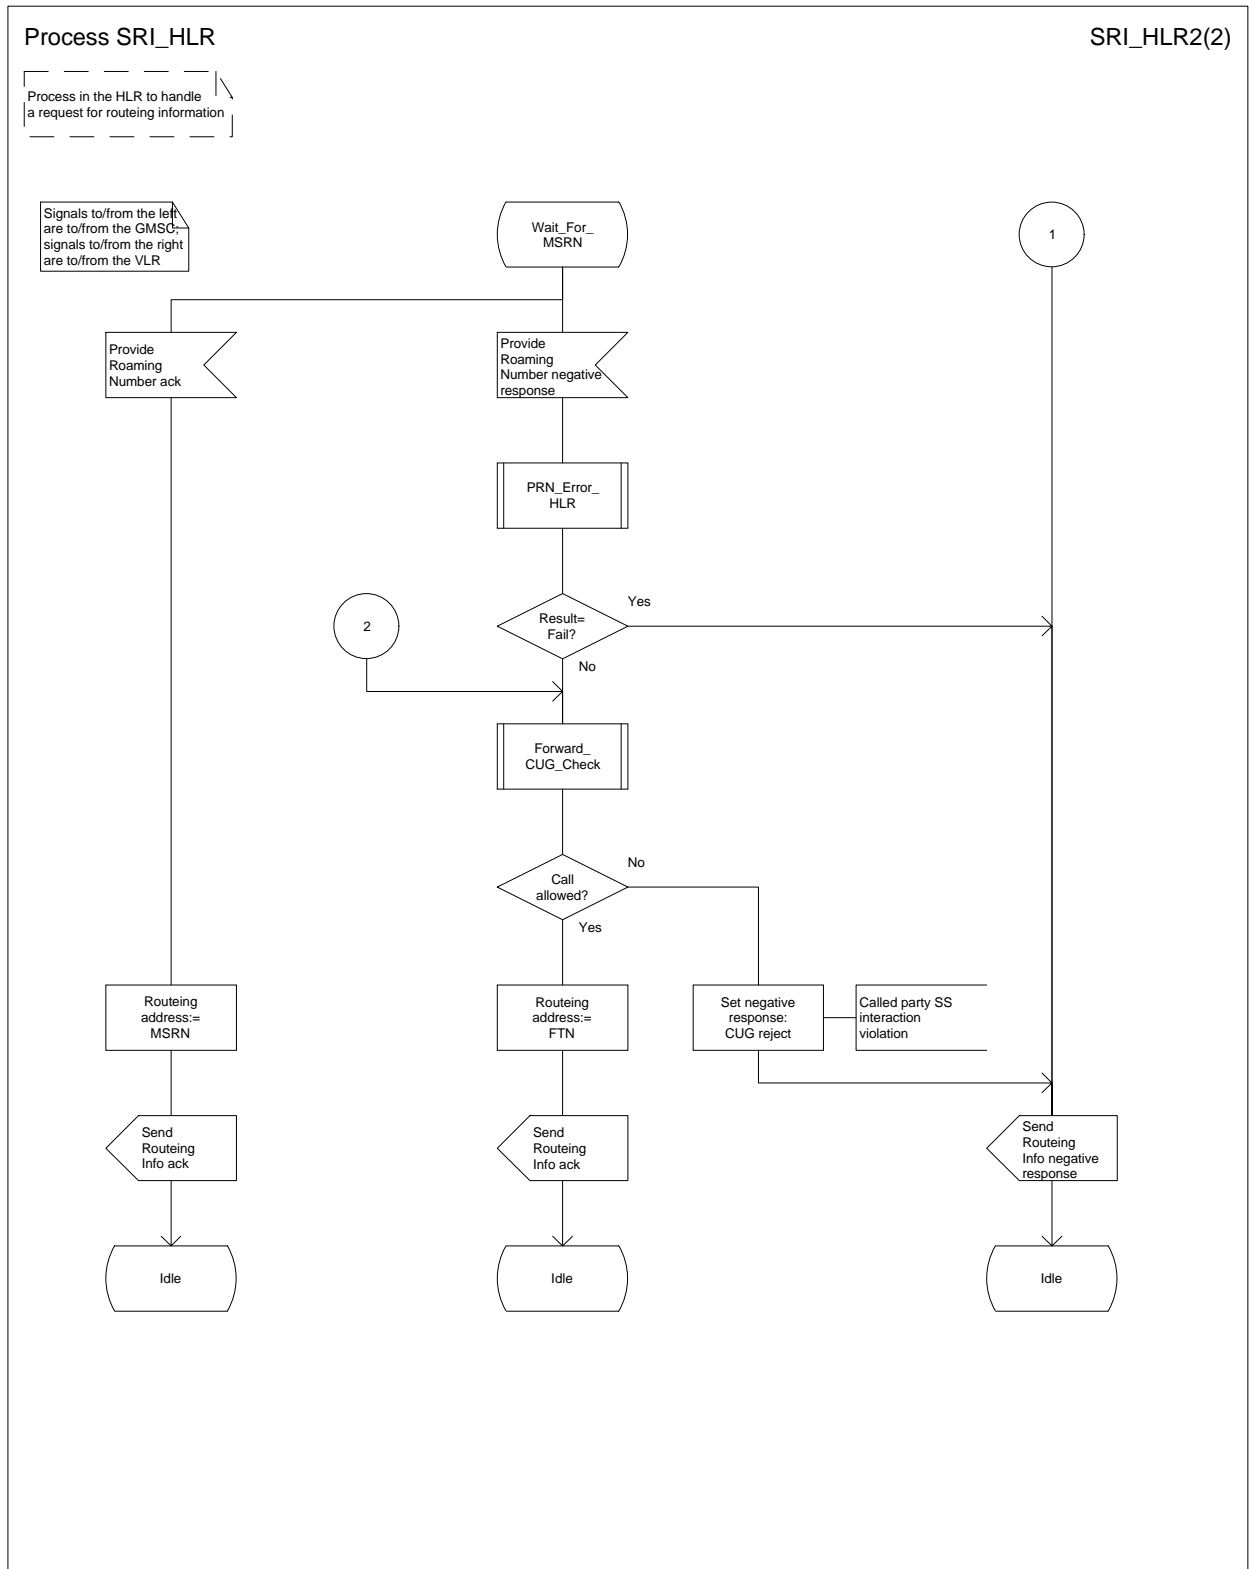 Process SRI_HLR
SRI_HLR2(2)
Process in the HLR to handle
a request for routeing information
Signals to/from the left
are to/from the GMSC;
signals to/from the right
are to/from the VLR
Wait_For_
MSRN
1
Provide
Roaming
Number ack
Provide
Roaming
Number negative
response
PRN_Error_
HLR
Result=
Fail?
Yes
No
2
Forward_
CUG_Check
Call
allowed?
No
Yes
Routeing
address:=
MSRN
Routeing
address:=
FTN
Set negative
response:
CUG reject
Called party SS
interaction
violation
Send
Routeing
Info ack
Send
Routeing
Info ack
Send
Routeing
Info negative
response
Idle
Idle
Idle